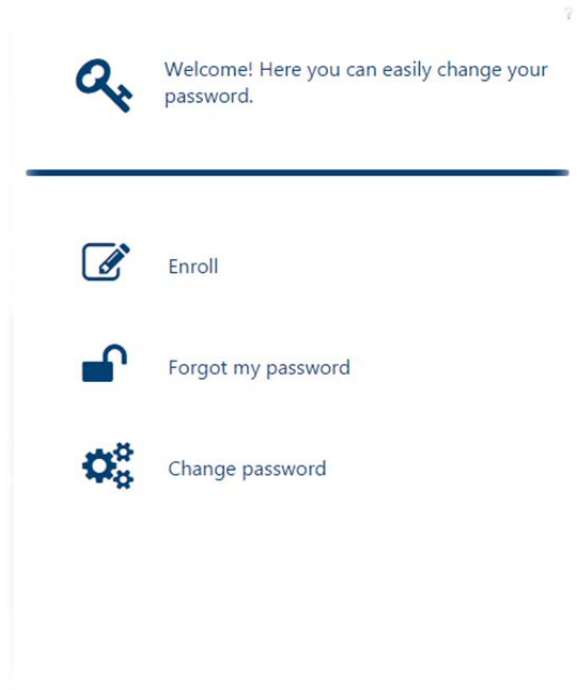 ?
Welcome! Here you can easily change your
password.
Enroll
Forgot my password
Change password